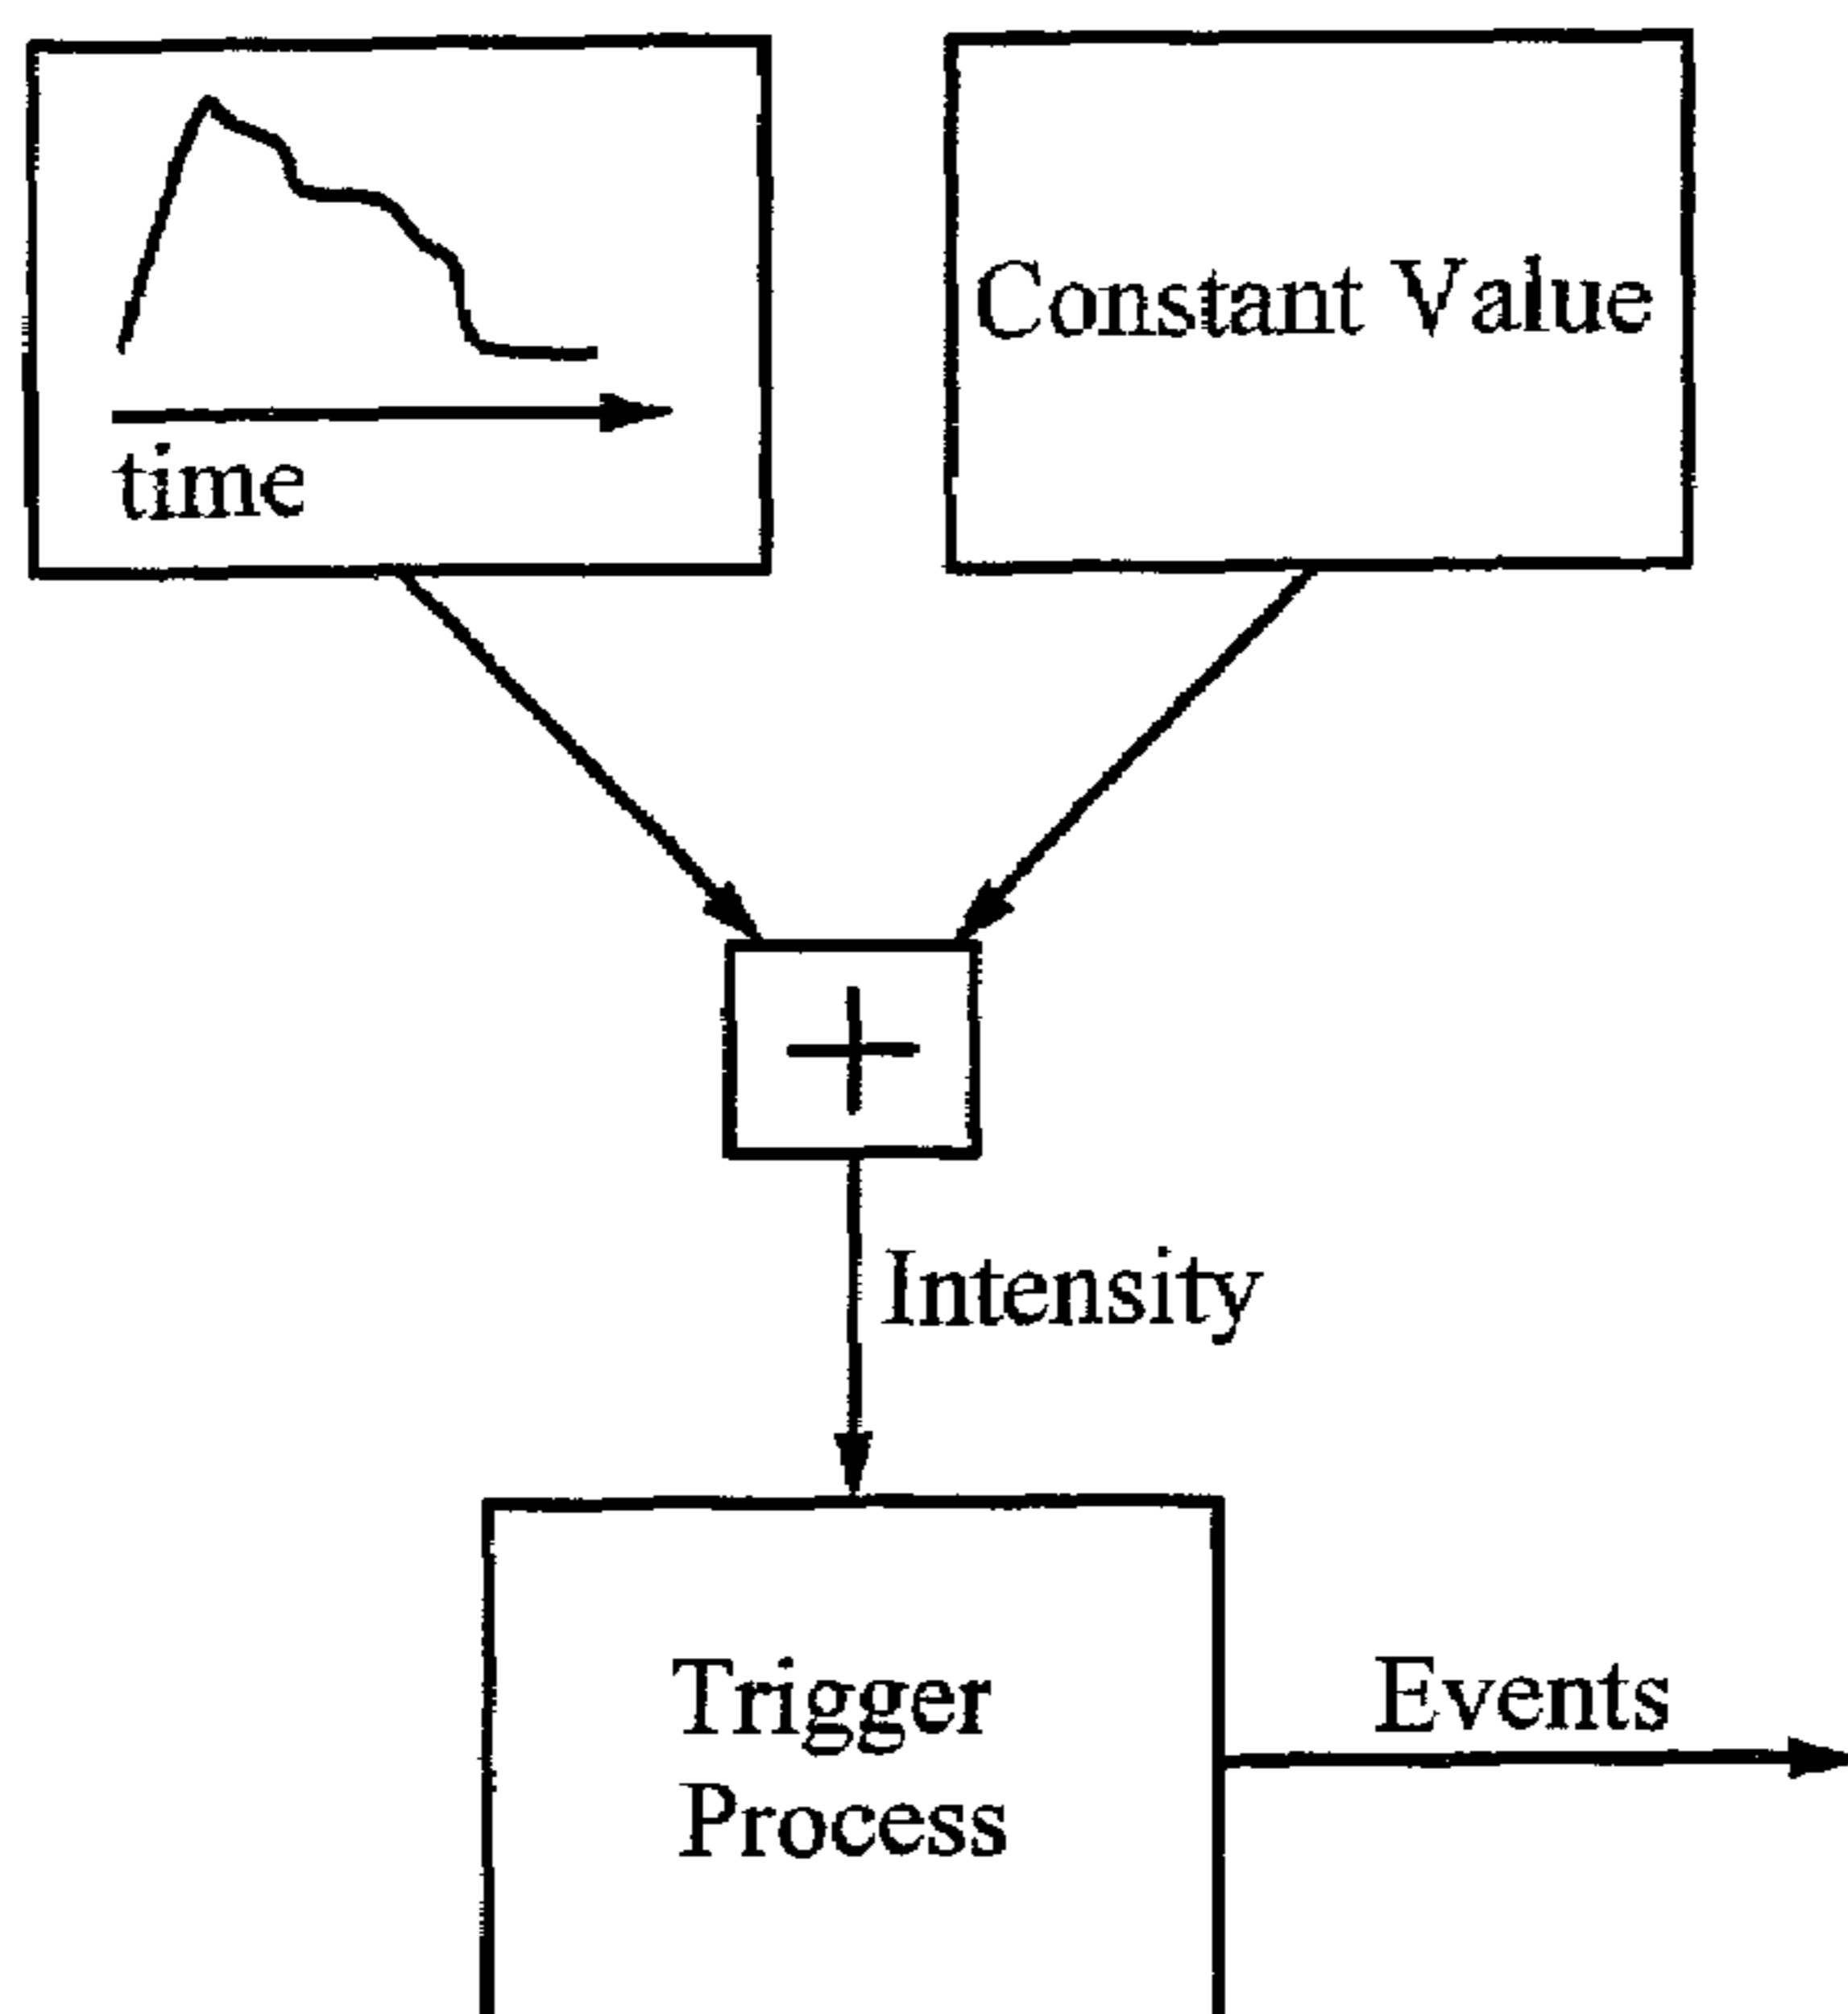 time
Constant Value
+
Intensity
Trigger
Process
Events